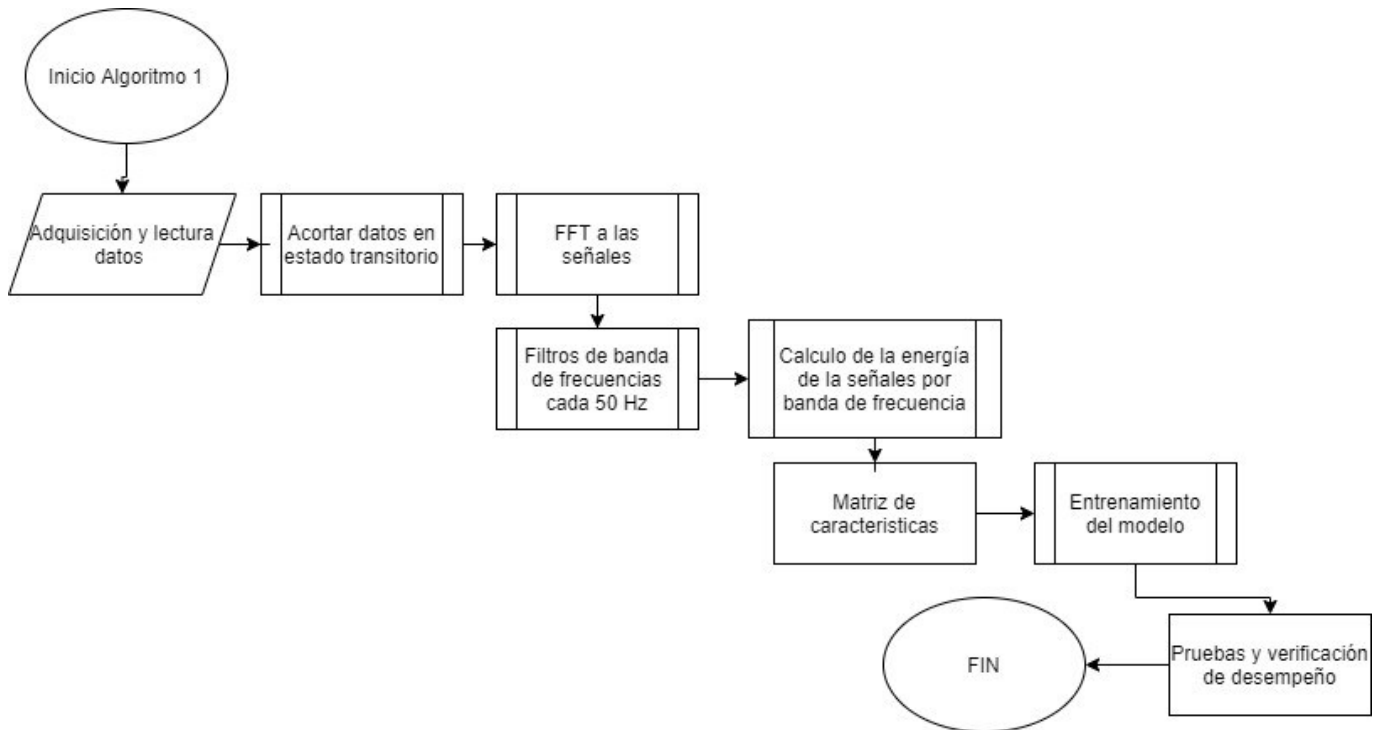 Inicio Algoritmo 1
Adquisición y lectura
datos
Acortar datos en
estado transitorio
FFT a las
señales
Filtros de banda
de frecuencias
cada 50 Hz
Calculo de la energía
de la señales por
banda de frecuencia
Matriz de
caracteristicas
Entrenamiento
del modelo
Pruebas y verificación
de desempeño
FIN